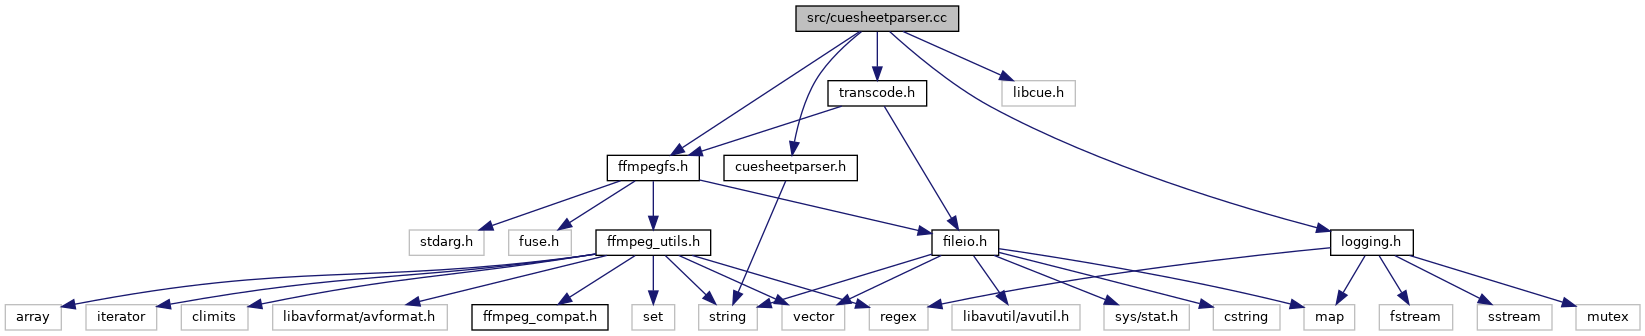 src/cuesheetparser.cc
transcode.h
libcue.h
ffmpegfs.h
cuesheetparser.h
stdarg.h
fuse.h
ffmpeg_utils.h
fileio.h
logging.h
array
iterator
climits
libavformat/avformat.h
ffmpeg_compat.h
set
string
vector
regex
libavutil/avutil.h
sys/stat.h
cstring
map
fstream
sstream
mutex